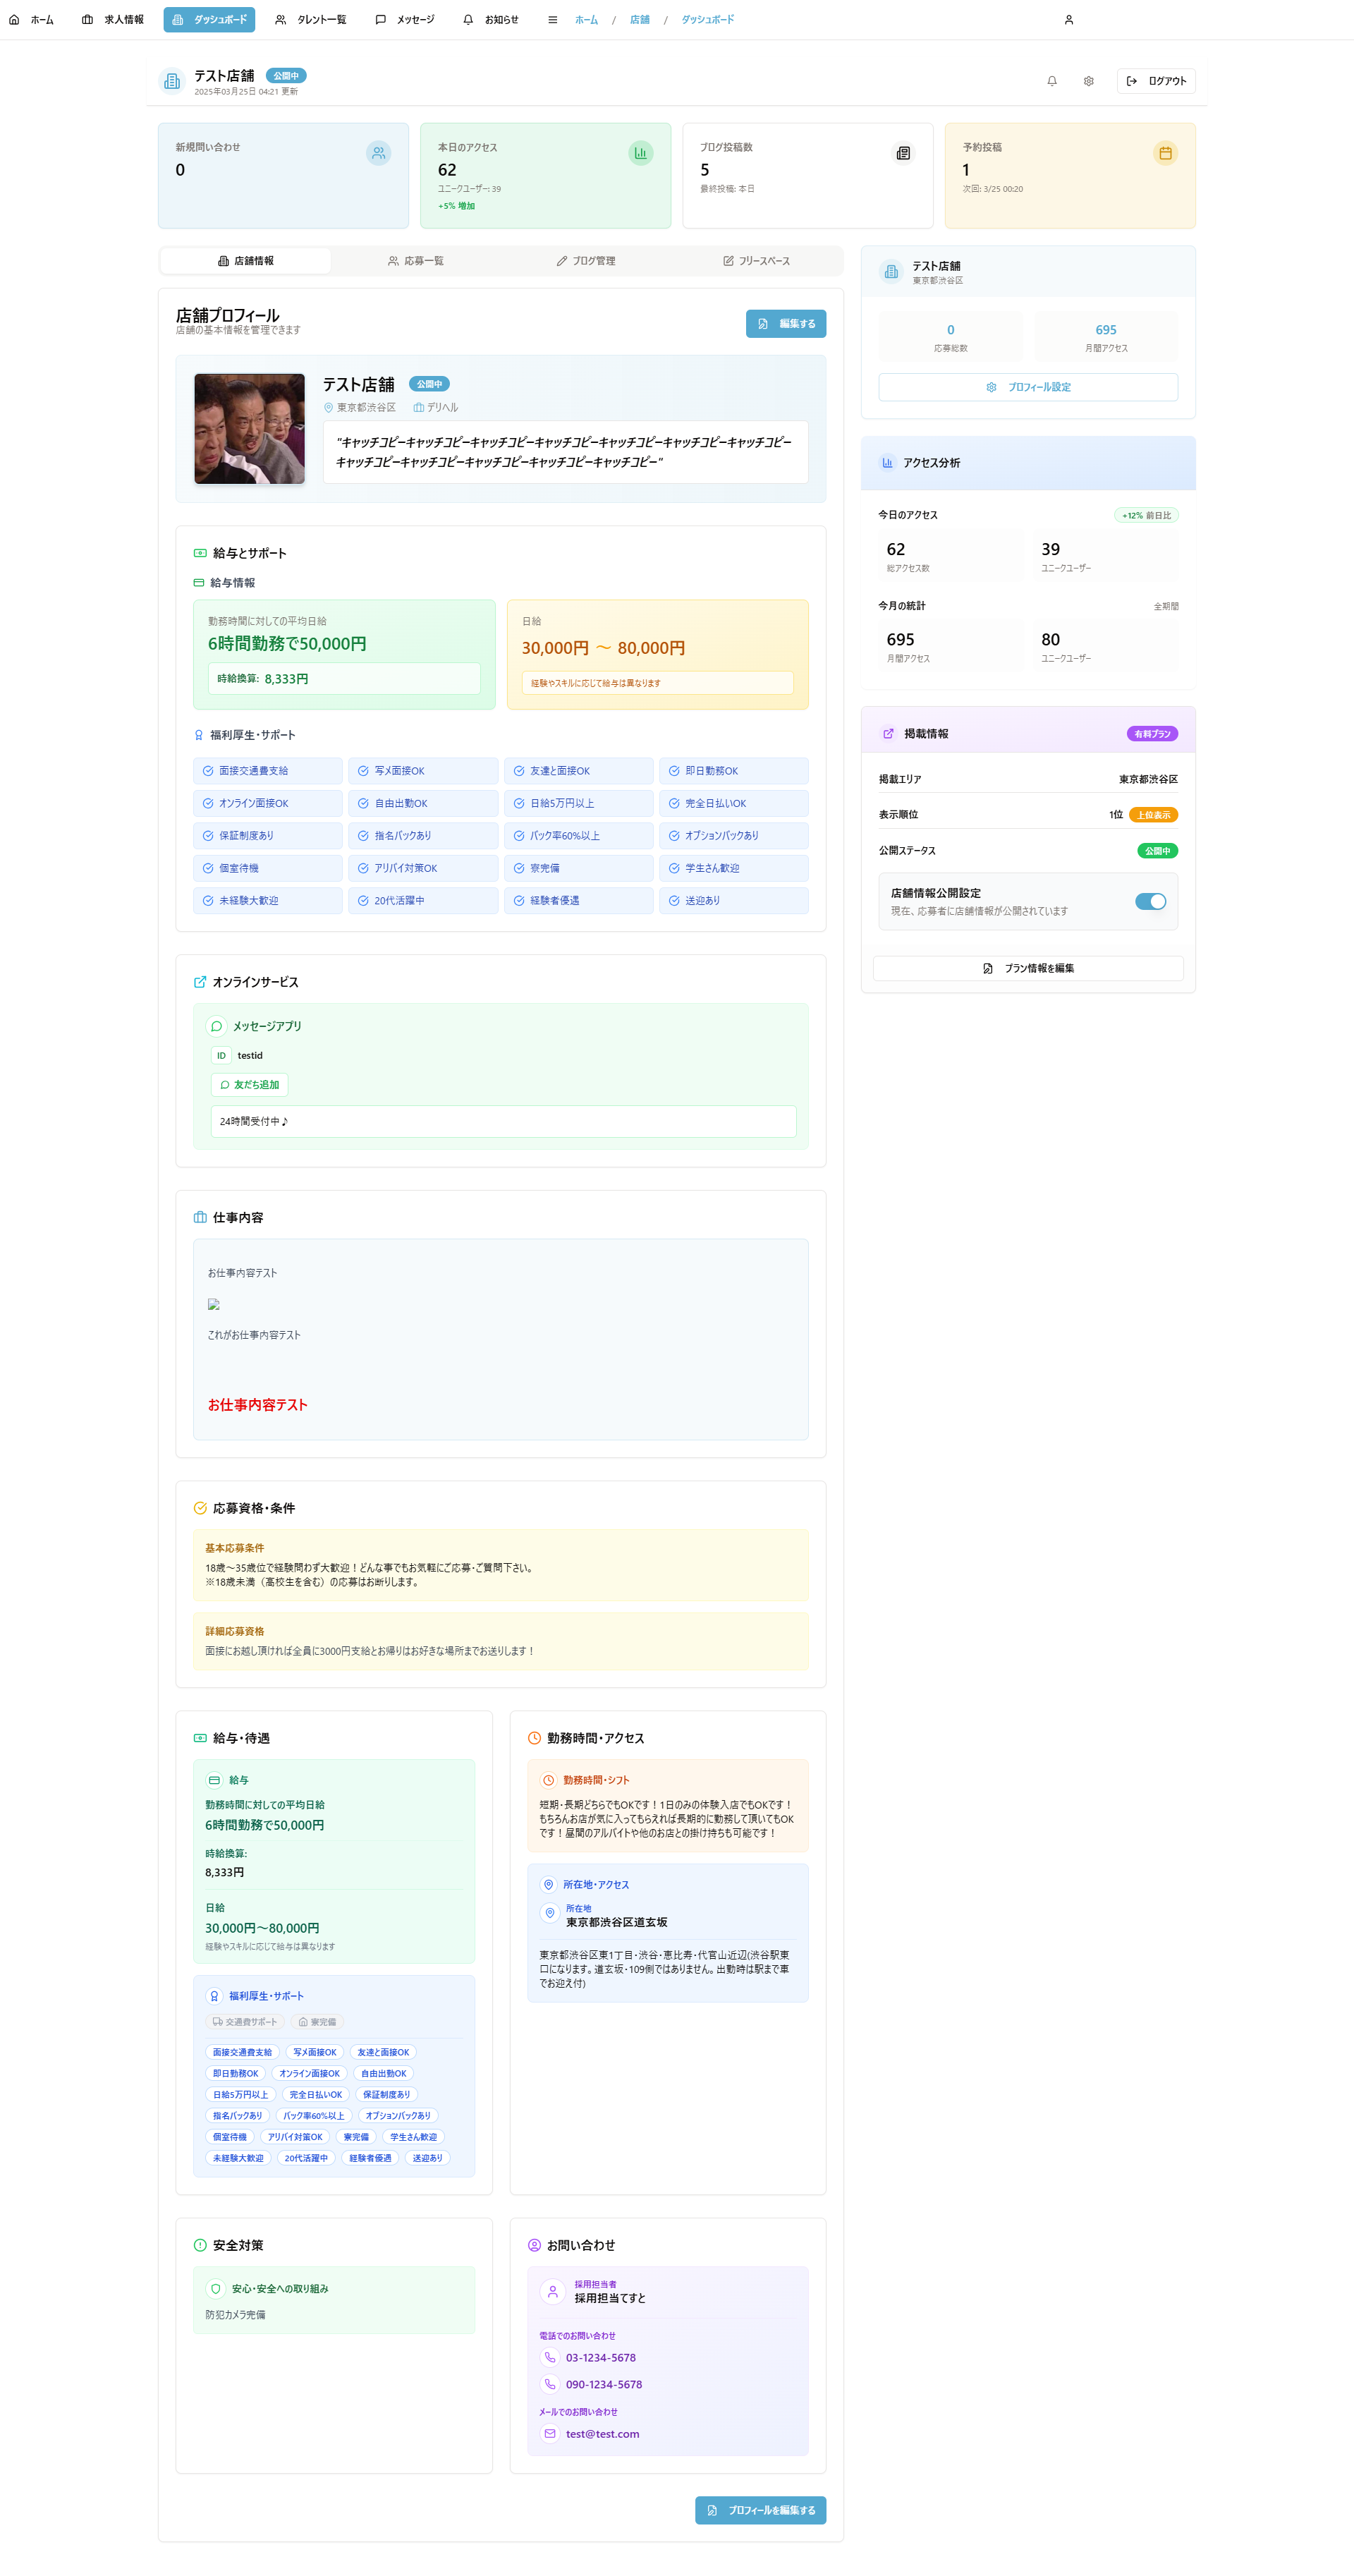 ホーム 求人情報 ダッシュボード タレント一覧 メッセージ お知らせ ホーム / 店舗 / ダッシュボード
テスト店舗 公開中
2025年03月25日 04:21 更新
ログアウト
新規問い合わせ
0
本日のアクセス
62
ユニークユーザー: 39
+5% 増加
ブログ投稿数
5
最終投稿: 本日
予約投稿
1
次回: 3/25 00:20
店舗情報 応募一覧 ブログ管理 フリースペース
店舗プロフィール
店舗の基本情報を管理できます
編集する
テスト店舗 公開中
東京都渋谷区 デリヘル
"キャッチコピーキャッチコピーキャッチコピーキャッチコピーキャッチコピーキャッチコピーキャッチコピー
キャッチコピーキャッチコピーキャッチコピーキャッチコピーキャッチコピー"
給与とサポート
給与情報
勤務時間に対しての平均日給
6時間勤務で50,000円
時給換算: 8,333円
日給
30,000円 〜 80,000円
経験やスキルに応じて給与は異なります
福利厚生・サポート
面接交通費支給 写メ面接OK 友達と面接OK 即日勤務OK
オンライン面接OK 自由出勤OK 日給5万円以上 完全日払いOK
保証制度あり 指名バックあり バック率60%以上 オプションバックあり
個室待機 アリバイ対策OK 寮完備 学生さん歓迎
未経験大歓迎 20代活躍中 経験者優遇 送迎あり
オンラインサービス
メッセージアプリ
ID testid
友だち追加
24時間受付中♪
仕事内容
お仕事内容テスト
これがお仕事内容テスト
お仕事内容テスト
応募資格・条件
基本応募条件
18歳〜35歳位で経験問わず大歓迎！どんな事でもお気軽にご応募・ご質問下さい。
※18歳未満（高校生を含む）の応募はお断りします。
詳細応募資格
面接にお越し頂ければ全員に3000円支給とお帰りはお好きな場所までお送りします！
給与・待遇
給与
勤務時間に対しての平均日給
6時間勤務で50,000円
時給換算:
8,333円
日給
30,000円〜80,000円
経験やスキルに応じて給与は異なります
福利厚生・サポート
交通費サポート 寮完備
面接交通費支給 写メ面接OK 友達と面接OK
即日勤務OK オンライン面接OK 自由出勤OK
日給5万円以上 完全日払いOK 保証制度あり
指名バックあり バック率60%以上 オプションバックあり
個室待機 アリバイ対策OK 寮完備 学生さん歓迎
未経験大歓迎 20代活躍中 経験者優遇 送迎あり
勤務時間・アクセス
勤務時間・シフト
短期・長期どちらでもOKです！1日のみの体験入店でもOKです！
もちろんお店が気に入ってもらえれば長期的に勤務して頂いてもOK
です！昼間のアルバイトや他のお店との掛け持ちも可能です！
所在地・アクセス
所在地
東京都渋谷区道玄坂
東京都渋谷区東1丁目・渋谷・恵比寿・代官山近辺(渋谷駅東
口になります。道玄坂・109側ではありません。出勤時は駅まで車
でお迎え付)
安全対策
安心・安全への取り組み
防犯カメラ完備
お問い合わせ
採用担当者
採用担当てすと
電話でのお問い合わせ
03-1234-5678
090-1234-5678
メールでのお問い合わせ
test@test.com
プロフィールを編集する
テスト店舗
東京都渋谷区
0
応募総数
695
月間アクセス
プロフィール設定
アクセス分析
今日のアクセス +12% 前日比
62
総アクセス数
39
ユニークユーザー
今月の統計 全期間
695
月間アクセス
80
ユニークユーザー
掲載情報 有料プラン
掲載エリア 東京都渋谷区
表示順位 1位 上位表示
公開ステータス 公開中
店舗情報公開設定
現在、応募者に店舗情報が公開されています
プラン情報を編集